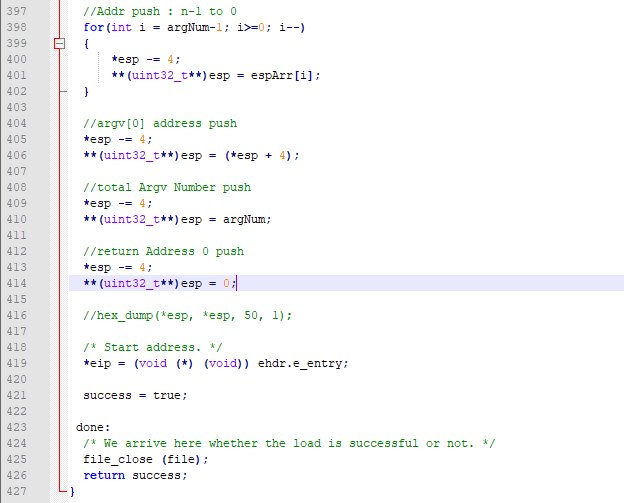 397 //Addr push : n-1 to 0
398 for(int i = argNum-1; i>=0; i--)
399 {
400 *esp -= 4;
401 **(uint32_t**)esp = espArr[i];
402 }
403
404 //argv[0] address push
405 *esp -= 4;
406 **(uint32_t**)esp = (*esp + 4);
407
408 //total Argv Number push
409 *esp -= 4;
410 **(uint32_t**)esp = argNum;
411
412 //return Address 0 push
413 *esp -= 4;
414 **(uint32_t**)esp = 0;
415
416 //hex_dump(*esp, *esp, 50, 1);
417
418 /* Start address. */
419 *eip = (void (*) (void)) ehdr.e_entry;
420
421 success = true;
422
423 done:
424 /* We arrive here whether the load is successful or not. */
425 file_close (file);
426 return success;
427 }